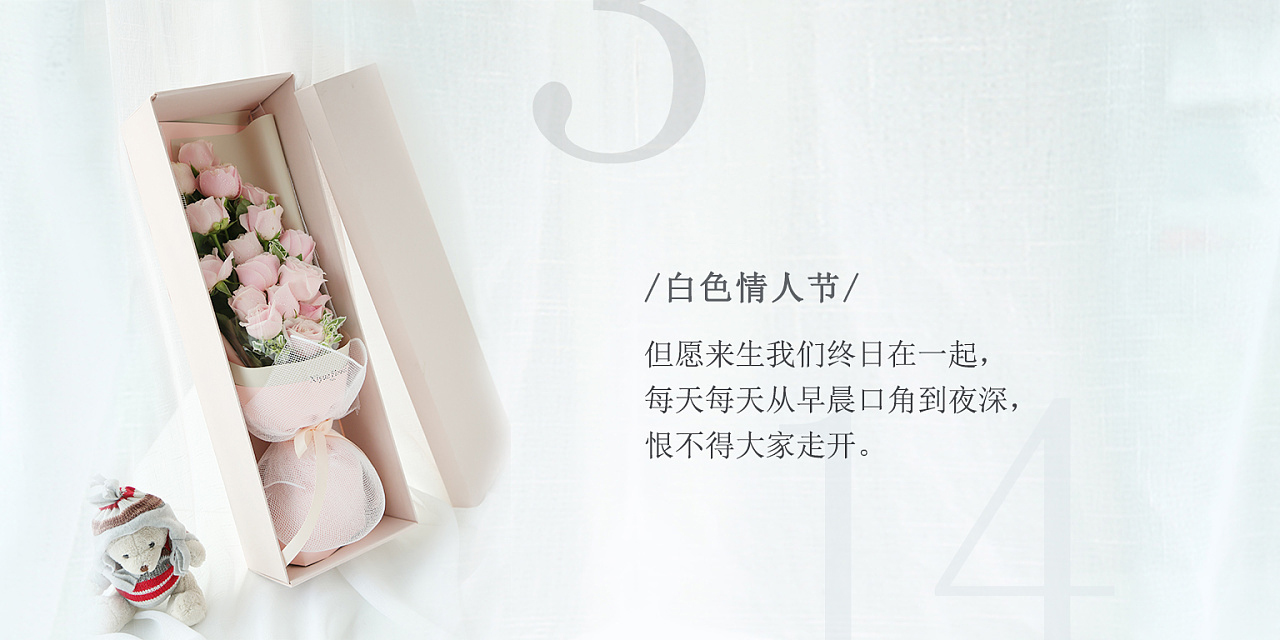 3
/白色情人节/
但愿来生我们终日在一起，
每天每天从早晨口角到夜深，
恨不得大家走开。
14